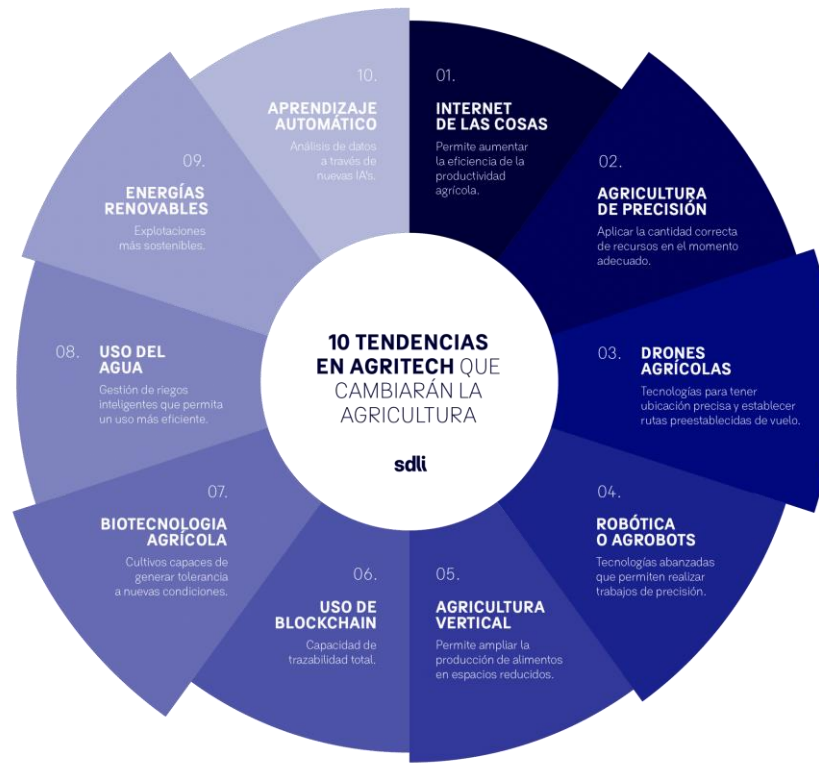 10 TENDENCIAS
EN AGRITECH QUE
CAMBIARÁN LA
AGRICULTURA
sdli
01.
INTERNET
DE LAS COSAS
Permite aumentar
la eficiencia de la
productividad
agrícola.
02.
AGRICULTURA
DE PRECISIÓN
Aplicar la cantidad correcta
de recursos en el momento
adecuado.
03. DRONES
AGRÍCOLAS
Tecnologías para tener
ubicación precisa y establecer
rutas preestablecidas de vuelo.
04.
ROBÓTICA
O AGROBOTS
Tecnologías abanzadas
que permiten realizar
trabajos de precisión.
05.
AGRICULTURA
VERTICAL
Permite ampliar la
producción de alimentos
en espacios reducidos.
06.
USO DE
BLOCKCHAIN
Capacidad de
trazabilidad total.
07.
BIOTECNOLOGIA
AGRÍCOLA
Cultivos capaces de
generar tolerancia
a nuevas condiciones.
08. USO DEL
AGUA
Gestión de riegos
inteligentes que permita
un uso más eficiente.
09.
ENERGÍAS
RENOVABLES
Explotaciones
más sostenibles.
10.
APRENDIZAJE
AUTOMÁTICO
Análisis de datos
a través de
nuevas IA's.